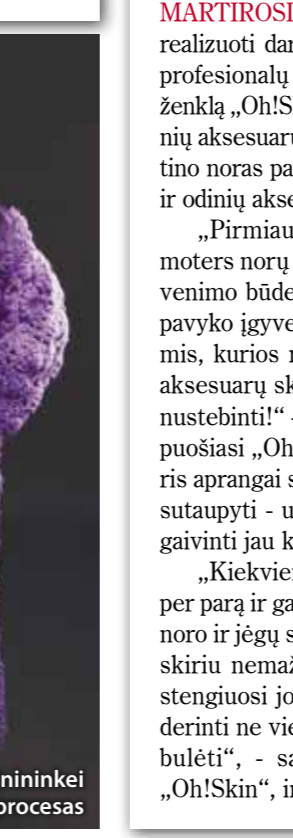 MARTIROSI
realizuoti dar
profesionalų
ženklą „Oh!S
nių aksesuarų
tino noras pa
ir odinių akse
„Pirmiau
moters norų
venimo būde
pavyko įgyve
mis, kurios n
aksesuarų sk
nustebinti!“ -
puošiasi „Oh
ris aprangai s
sutaupyti - u
gaivinti jau k
„Kiekvien
per parą ir ga
noro ir jėgų s
skiriu nemaž
stengiuosi jo
derinti ne vie
bulėti“, - sa
„Oh!Skin“, ir
nininkei
procesas